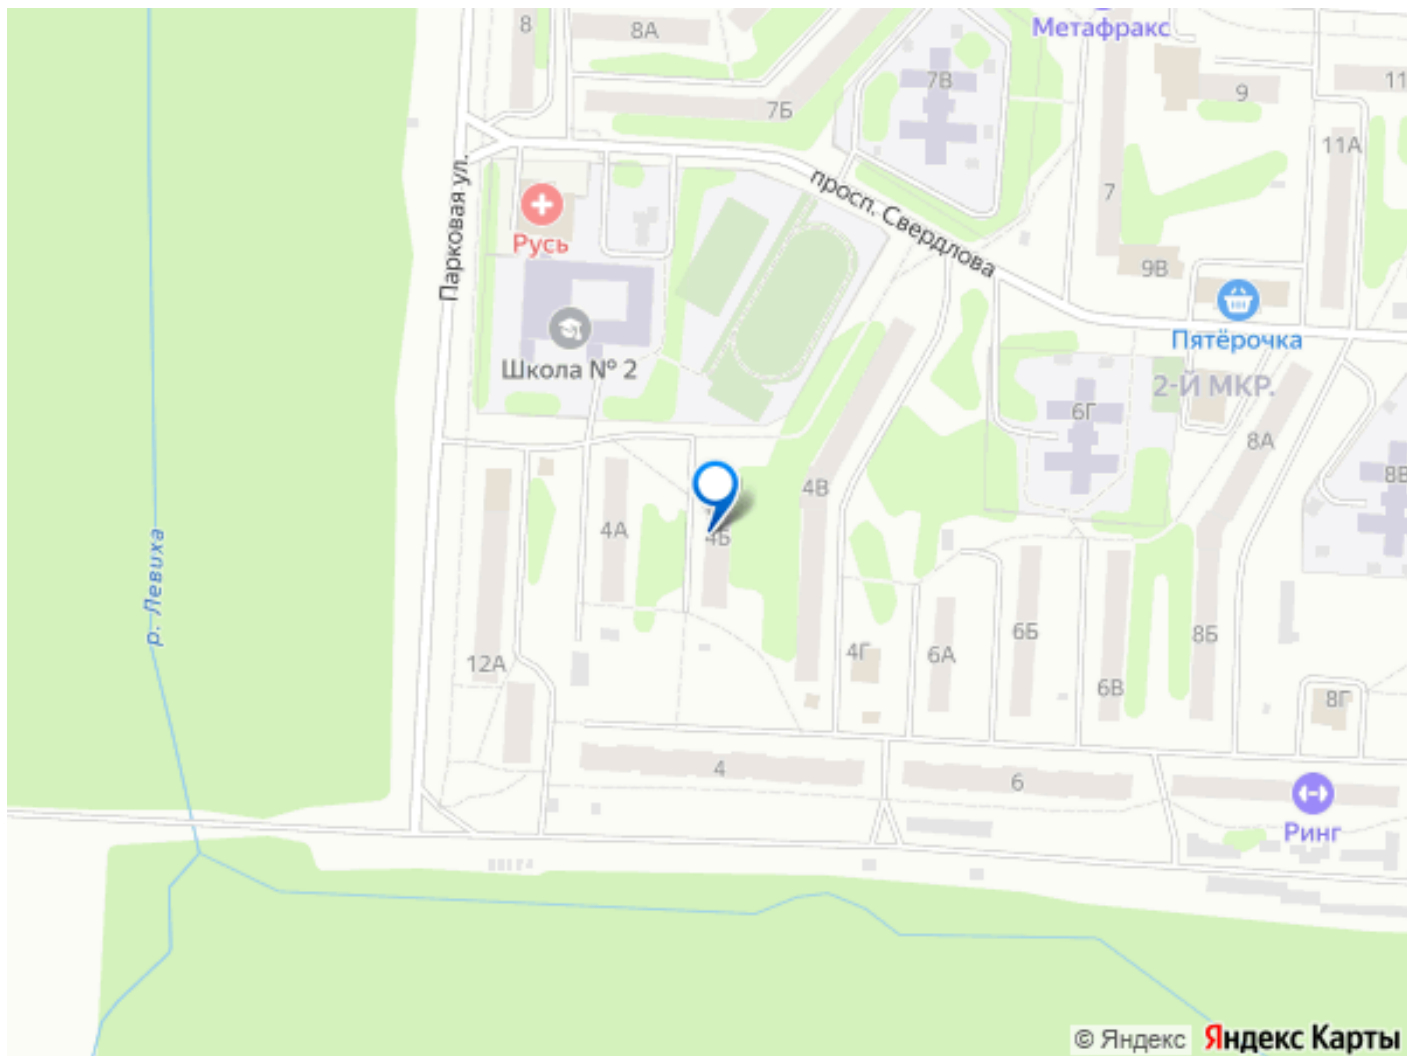 Метафракс
8
8А
7Б
7В
9
11
11А
7
Парковая ул.
просп. Свердлова
Русь
9В
Пятёрочка
Школа № 2
2-Й МКР.
6Г
8А
8В
4В
4А
4Б
р. Левиха
12А
4Г
6А
6Б
6В
8Б
8Г
4
6
Ринг
© Яндекс Яндекс Карты